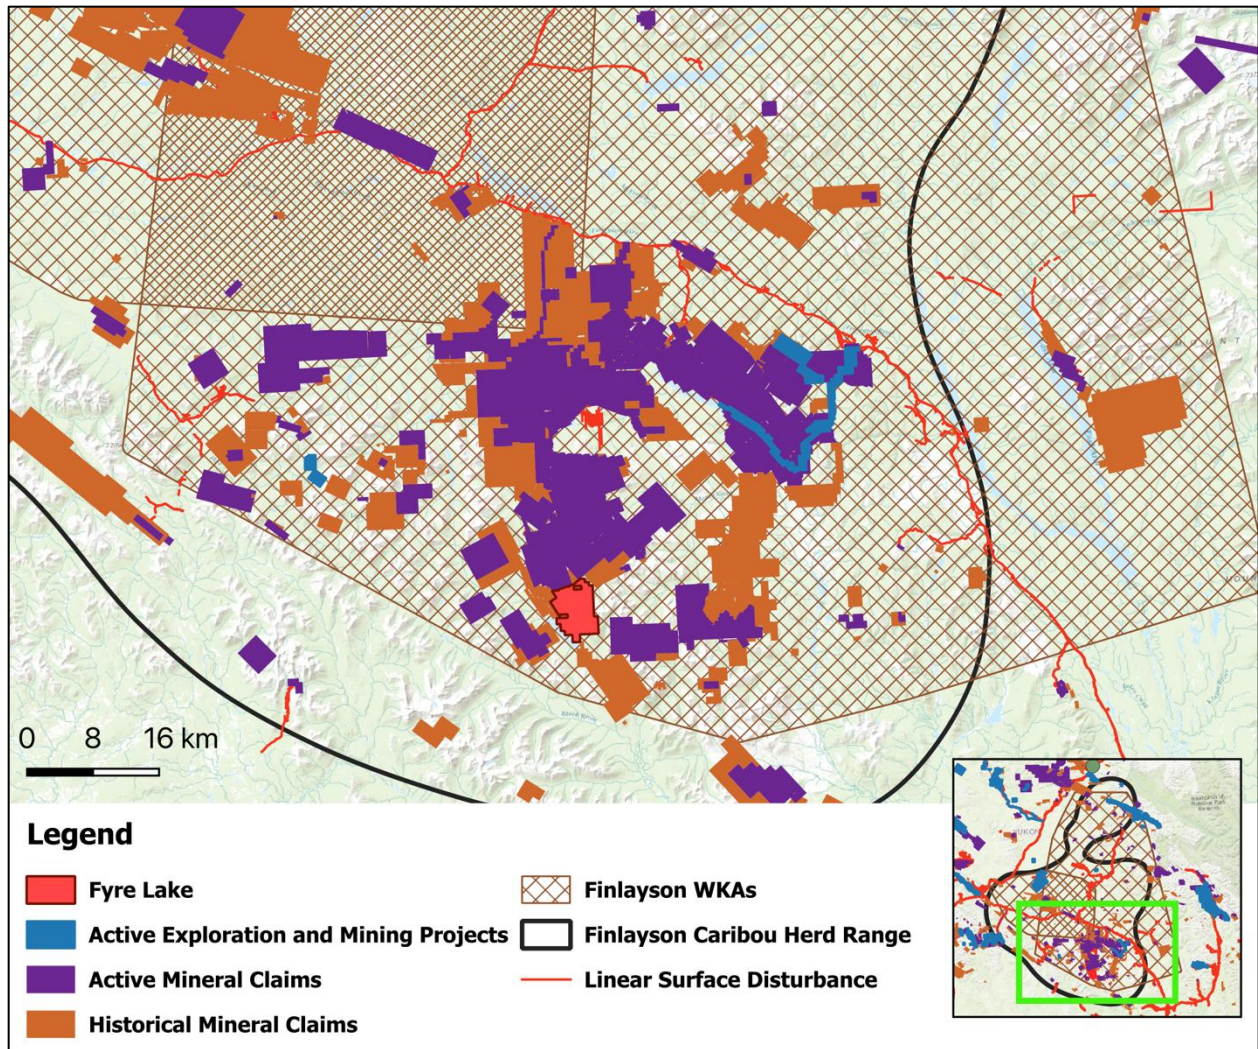 0 8 16 km
YUKON
Legend
Fyre Lake
Active Exploration and Mining Projects
Active Mineral Claims
Historical Mineral Claims
Finlayson WKAs
Finlayson Caribou Herd Range
Linear Surface Disturbance